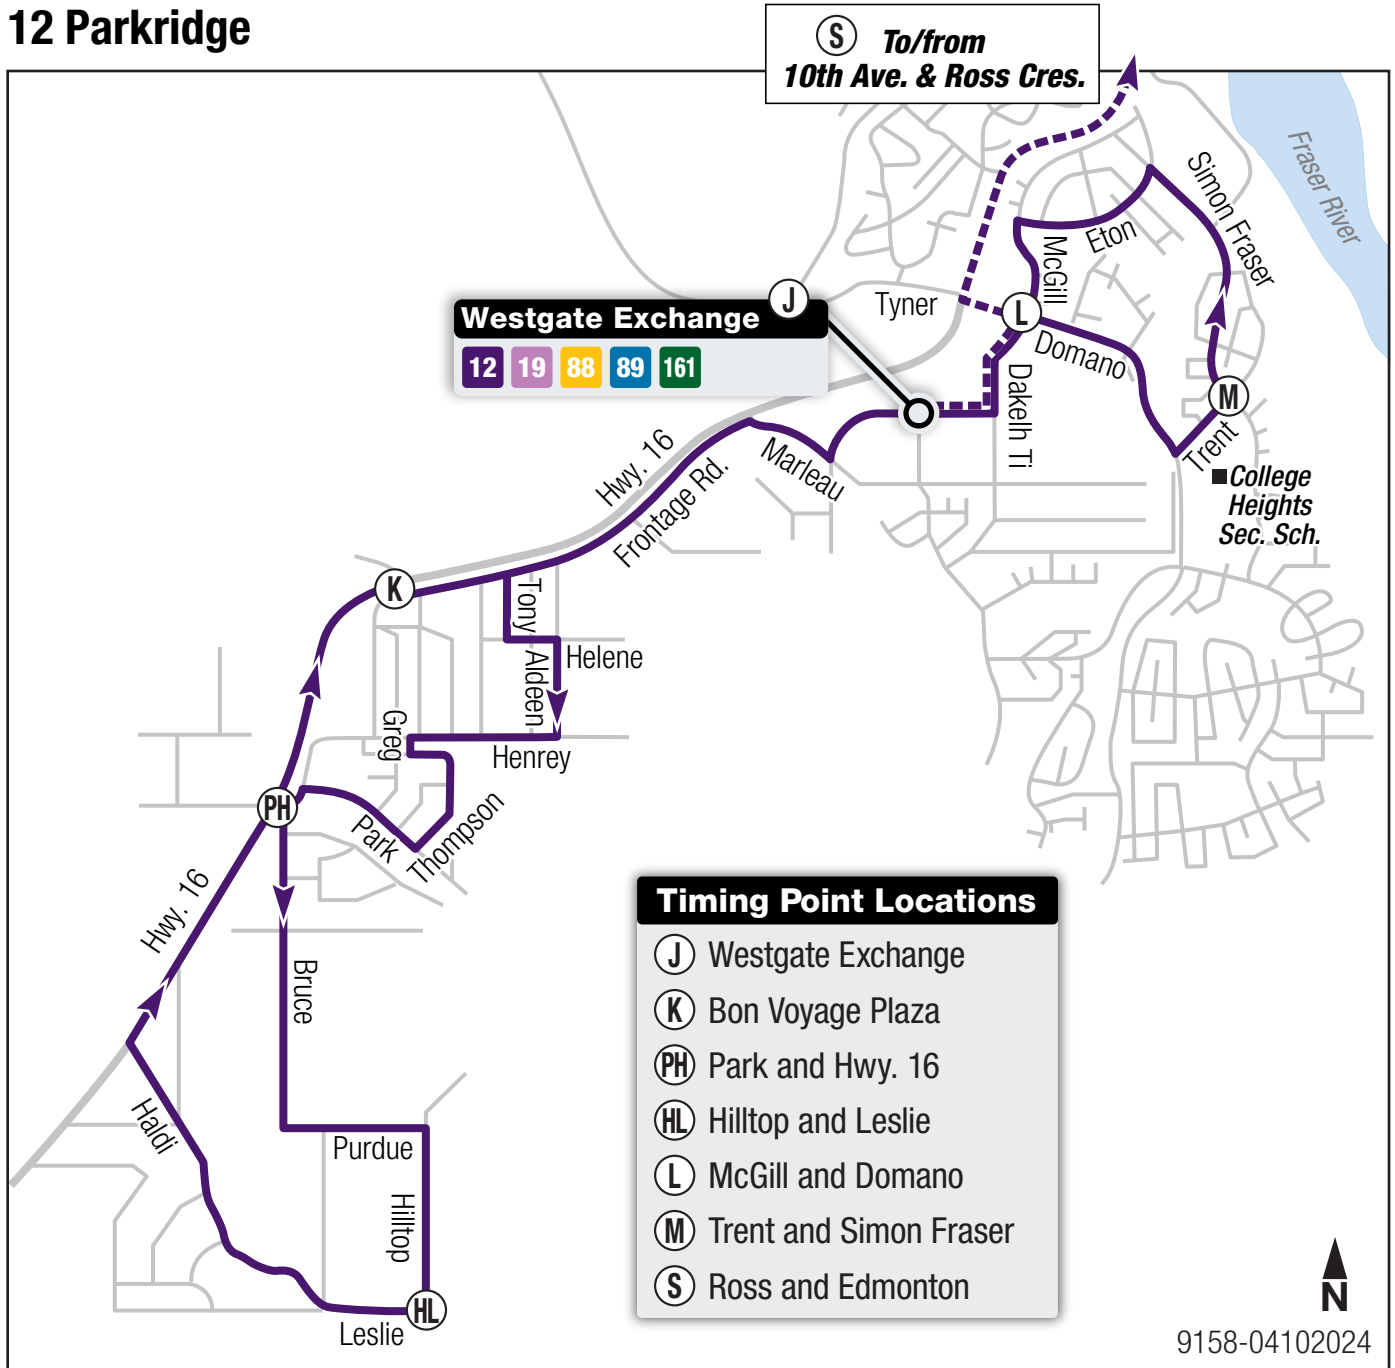 12 Parkridge
S To/from
10th Ave. & Ross Cres.
Fraser River
Simon Fraser
Eton
McGill
J
Tyner
L
Westgate Exchange
12 19 88 89 161
Domano
Dakelh Ti
M
Trent
Hwy. 16
Marleau
Frontage Rd.
College
Heights
Sec. Sch.
K
Tony
Helene
Aldeen
Greg
Henrey
PH
Park
Thompson
Hwy. 16
Bruce
Haldi
Purdue
Hilltop
HL
Leslie
Timing Point Locations
J Westgate Exchange
K Bon Voyage Plaza
PH Park and Hwy. 16
HL Hilltop and Leslie
L McGill and Domano
M Trent and Simon Fraser
S Ross and Edmonton
N
9158-04102024